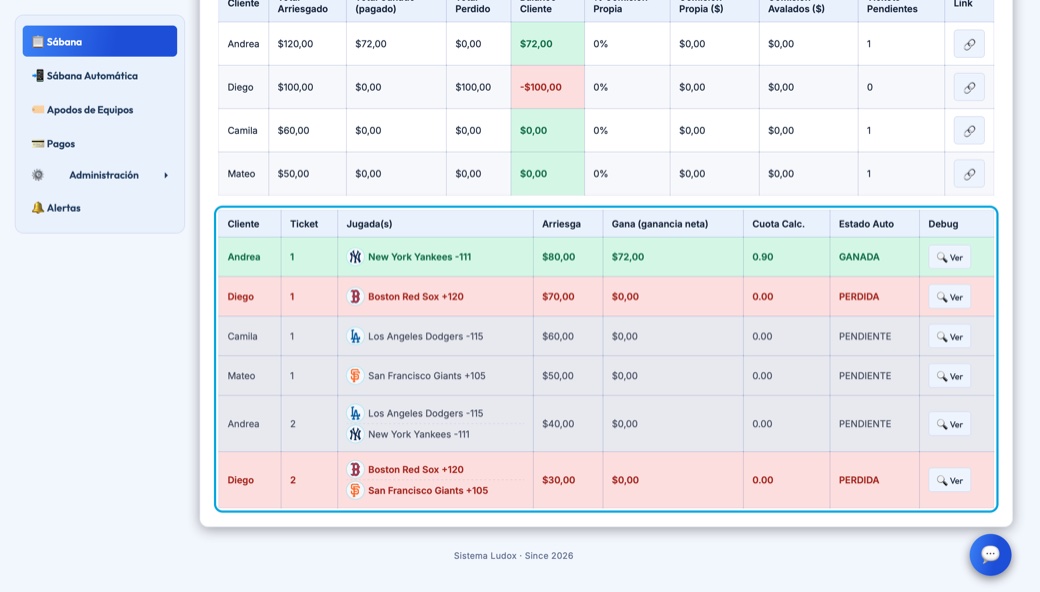 Cliente
Arriesgado
(pagado)
Perdido
Cliente
Propia
Propia ($)
Avalados ($)
Pendientes
Link
Andrea $120,00 $72,00 $0,00 $72,00 0% $0,00 $0,00 1
Diego $100,00 $0,00 $100,00 -$100,00 0% $0,00 $0,00 0
Camila $60,00 $0,00 $0,00 $0,00 0% $0,00 $0,00 1
Mateo $50,00 $0,00 $0,00 $0,00 0% $0,00 $0,00 1
Sábana
Sábana Automática
Apodos de Equipos
Pagos
Administración
Alertas
Cliente Ticket Jugada(s) Arriesga Gana (ganancia neta) Cuota Calc. Estado Auto Debug
Andrea 1 New York Yankees -111 $80,00 $72,00 0.90 GANADA Ver
Diego 1 Boston Red Sox +120 $70,00 $0,00 0.00 PERDIDA Ver
Camila 1 Los Angeles Dodgers -115 $60,00 $0,00 0.00 PENDIENTE Ver
Mateo 1 San Francisco Giants +105 $50,00 $0,00 0.00 PENDIENTE Ver
Los Angeles Dodgers -115
Andrea 2 $40,00 $0,00 0.00 PENDIENTE Ver
New York Yankees -111
Boston Red Sox +120
Diego 2 $30,00 $0,00 0.00 PERDIDA Ver
San Francisco Giants +105
Sistema Ludox · Since 2026